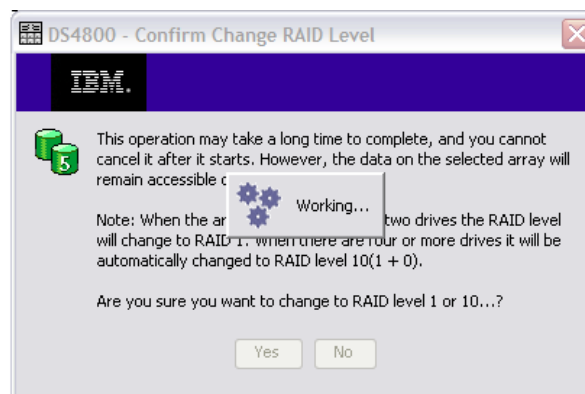 DS4800 - Confirm Change RAID Level
IBM.
5
This operation may take a long time to complete, and you cannot
cancel it after it starts. However, the data on the selected array will
remain accessible
Working...
Note: When the two drives the RAID level
will change to RAID 1. When there are four or more drives it will be
automatically changed to RAID level 10(1 + 0).
Are you sure you want to change to RAID level 1 or 10...?
Yes No